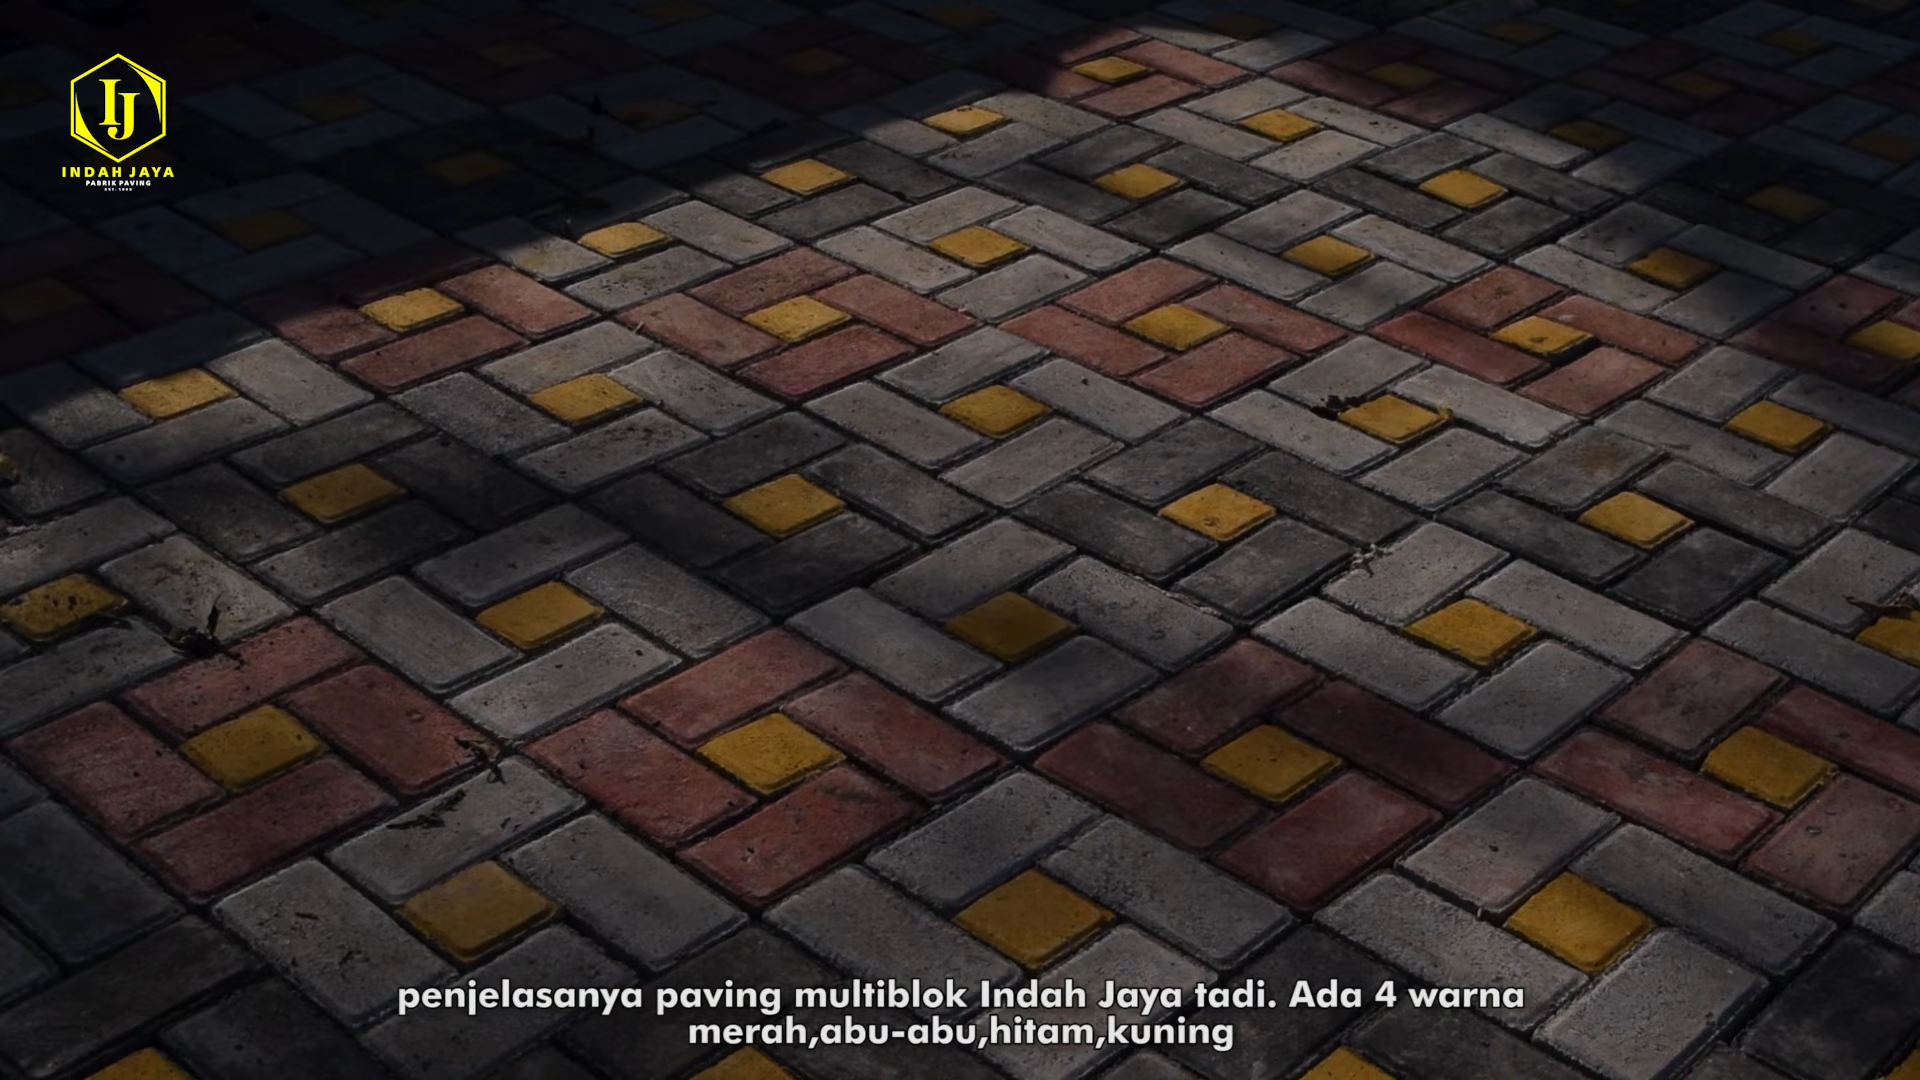 IJ
INDAH JAYA
PABRIK PAVING
penjelasanya paving multiblok Indah Jaya tadi. Ada 4 warna
merah,abu-abu,hitam,kuning